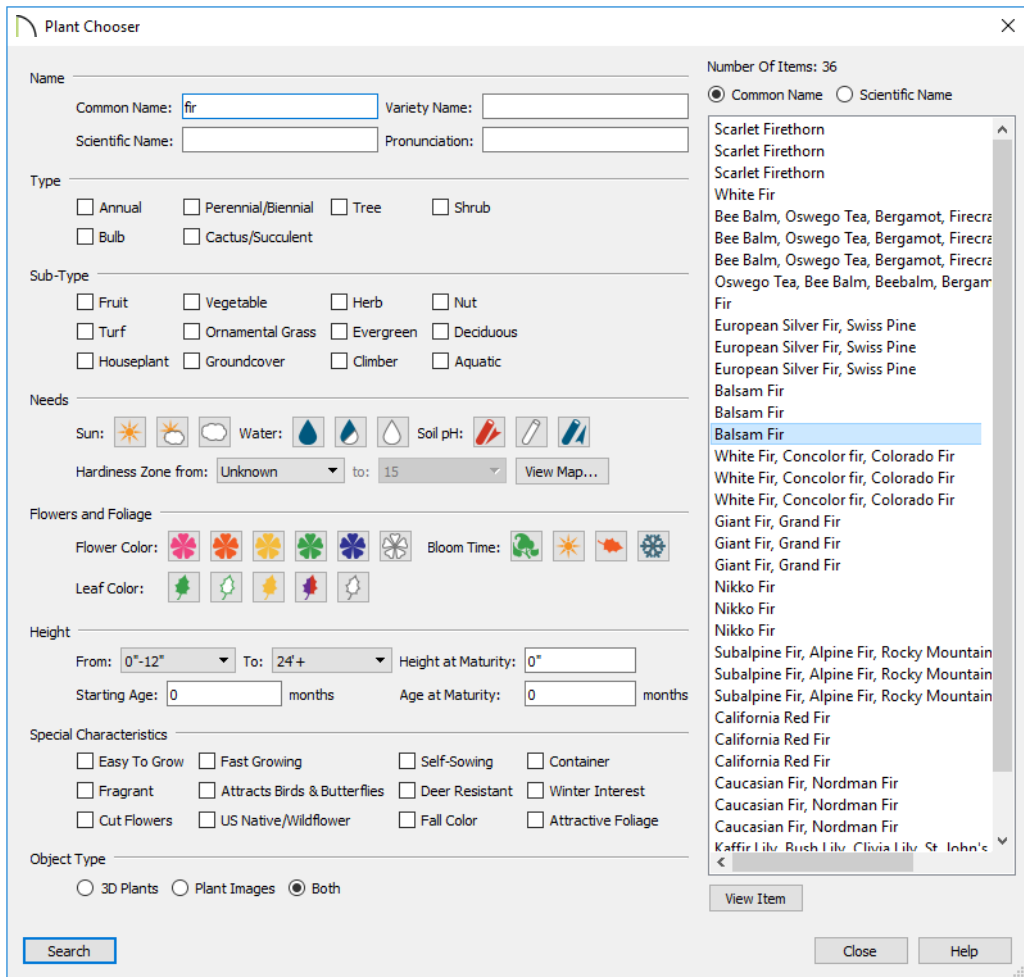 Plant Chooser
Name
Common Name: fir Variety Name:
Scientific Name: Pronunciation:
Type
Annual Perennial/Biennial Tree Shrub
Bulb Cactus/Succulent
Sub-Type
Fruit Vegetable Herb Nut
Turf Ornamental Grass Evergreen Deciduous
Houseplant Groundcover Climber Aquatic
Needs
Sun: Water: Soil pH:
Hardiness Zone from: Unknown to: 15 View Map...
Flowers and Foliage
Flower Color: Bloom Time:
Leaf Color:
Height
From: 0"-12" To: 24'+ Height at Maturity: 0"
Starting Age: 0 months Age at Maturity: 0 months
Special Characteristics
Easy To Grow Fast Growing Self-Sowing Container
Fragrant Attracts Birds & Butterflies Deer Resistant Winter Interest
Cut Flowers US Native/Wildflower Fall Color Attractive Foliage
Object Type
3D Plants Plant Images Both
Search
Number Of Items: 36
Common Name Scientific Name
Scarlet Firethorn
Scarlet Firethorn
Scarlet Firethorn
White Fir
Bee Balm, Oswego Tea, Bergamot, Firecra
Bee Balm, Oswego Tea, Bergamot, Firecra
Bee Balm, Oswego Tea, Bergamot, Firecra
Oswego Tea, Bee Balm, Beebalm, Bergam
Fir
European Silver Fir, Swiss Pine
European Silver Fir, Swiss Pine
European Silver Fir, Swiss Pine
Balsam Fir
Balsam Fir
Balsam Fir
White Fir, Concolor fir, Colorado Fir
White Fir, Concolor fir, Colorado Fir
White Fir, Concolor fir, Colorado Fir
Giant Fir, Grand Fir
Giant Fir, Grand Fir
Giant Fir, Grand Fir
Nikko Fir
Nikko Fir
Nikko Fir
Subalpine Fir, Alpine Fir, Rocky Mountain
Subalpine Fir, Alpine Fir, Rocky Mountain
Subalpine Fir, Alpine Fir, Rocky Mountain
California Red Fir
California Red Fir
California Red Fir
Caucasian Fir, Nordman Fir
Caucasian Fir, Nordman Fir
Caucasian Fir, Nordman Fir
Kaffir Lily, Bush Lily, Clivia Lily, St. John's
View Item
Close Help